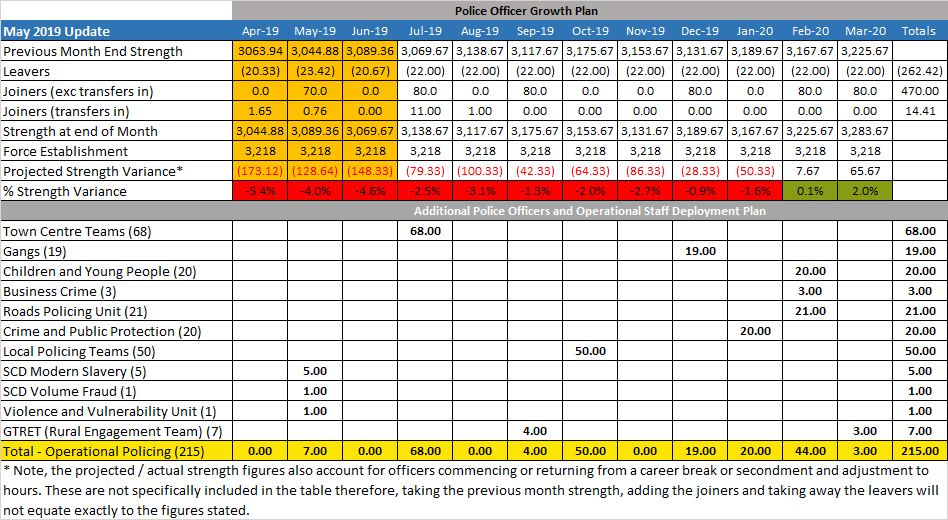 Police Officer Growth Plan
May 2019 Update Apr-19 May-19 Jun-19 Jul-19 Aug-19 Sep-19 Oct-19 Nov-19 Dec-19 Jan-20 Feb-20 Mar-20 Totals
Previous Month End Strength 3063.94 3,044.88 3,089.36 3,069.67 3,138.67 3,117.67 3,175.67 3,153.67 3,131.67 3,189.67 3,167.67 3,225.67
Leavers (20.33) (23.42) (20.67) (22.00) (22.00) (22.00) (22.00) (22.00) (22.00) (22.00) (22.00) (22.00) (262.42)
Joiners (exc transfers in) 0.0 70.0 0.0 80.0 0.0 80.0 0.0 0.0 80.0 0.0 80.0 80.0 470.00
Joiners (transfers in) 1.65 0.76 0.00 11.00 1.00 0.00 0.00 0.00 0.00 0.00 0.00 0.00 14.41
Strength at end of Month 3,044.88 3,089.36 3,069.67 3,138.67 3,117.67 3,175.67 3,153.67 3,131.67 3,189.67 3,167.67 3,225.67 3,283.67
Force Establishment 3,218 3,218 3,218 3,218 3,218 3,218 3,218 3,218 3,218 3,218 3,218 3,218
Projected Strength Variance* (173.12) (128.64) (148.33) (79.33) (100.33) (42.33) (64.33) (86.33) (28.33) (50.33) 7.67 65.67
% Strength Variance -5.4% -4.0% -4.6% -2.5% -3.1% -1.3% -2.0% -2.7% -0.9% -1.6% 0.1% 2.0%
Additional Police Officers and Operational Staff Deployment Plan
Town Centre Teams (68) 68.00 68.00
Gangs (19) 19.00 19.00
Children and Young People (20) 20.00 20.00
Business Crime (3) 3.00 3.00
Roads Policing Unit (21) 21.00 21.00
Crime and Public Protection (20) 20.00 20.00
Local Policing Teams (50) 50.00 50.00
SCD Modern Slavery (5) 5.00 5.00
SCD Volume Fraud (1) 1.00 1.00
Violence and Vulnerability Unit (1) 1.00 1.00
GTRET (Rural Engagement Team) (7) 4.00 3.00 7.00
Total - Operational Policing (215) 0.00 7.00 0.00 68.00 0.00 4.00 50.00 0.00 19.00 20.00 44.00 3.00 215.00
* Note, the projected / actual strength figures also account for officers commencing or returning from a career break or secondment and adjustment to
hours. These are not specifically included in the table therefore, taking the previous month strength, adding the joiners and taking away the leavers will
not equate exactly to the figures stated.